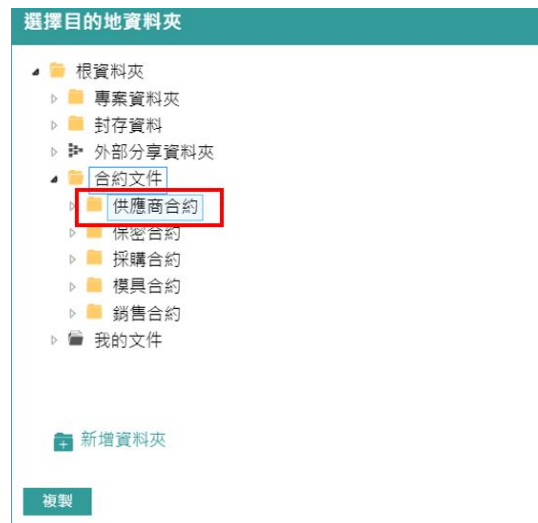 選擇目的地資料夾
根資料夾
專案資料夾
封存資料
外部分享資料夾
合約文件
供應商合約
保密合約
採購合約
模具合約
銷售合約
我的文件
新增資料夾
複製